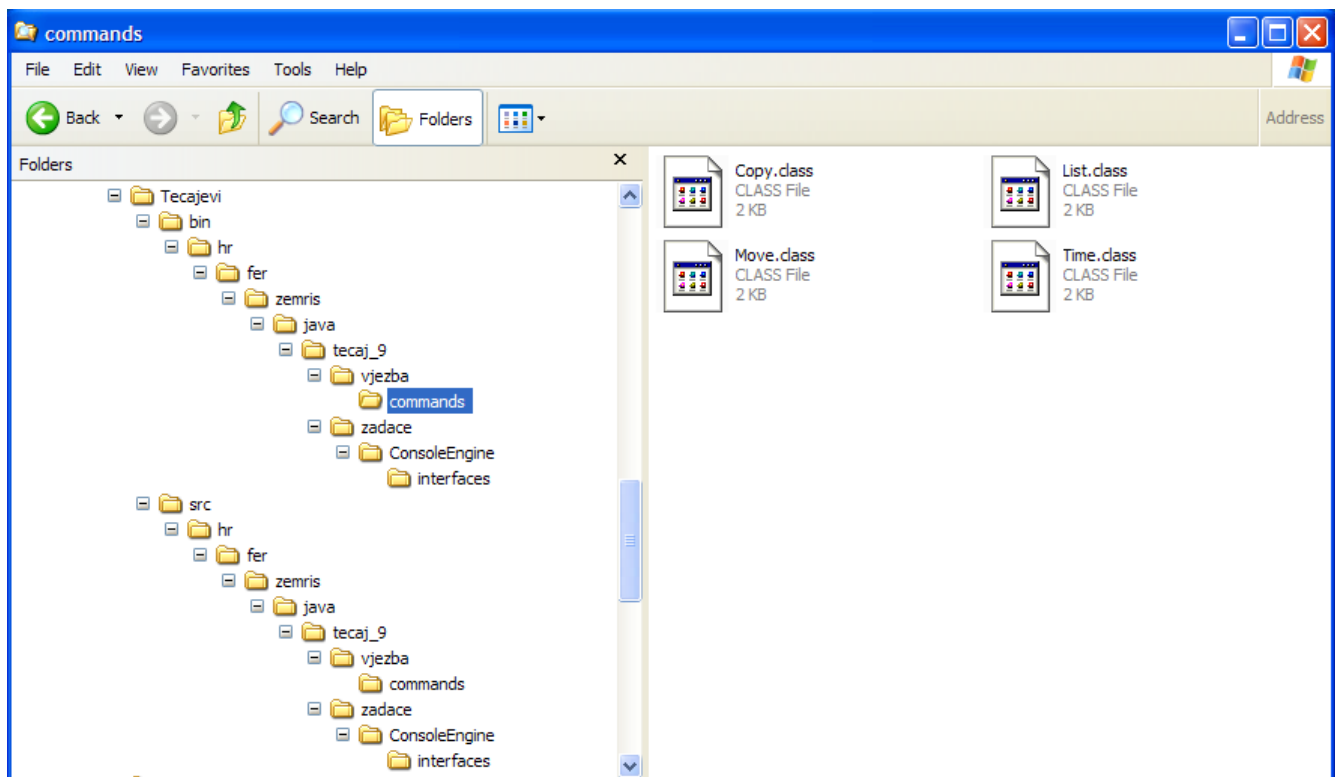 commands
File Edit View Favorites Tools Help
Back Search Folders Address
Folders
Tecajevi
bin
hr
fer
zemris
java
tecaj_9
vjezba
commands
zadace
ConsoleEngine
interfaces
src
hr
fer
zemris
java
tecaj_9
vjezba
commands
zadace
ConsoleEngine
interfaces
Copy.class
CLASS File
2 KB
List.class
CLASS File
2 KB
Move.class
CLASS File
2 KB
Time.class
CLASS File
2 KB